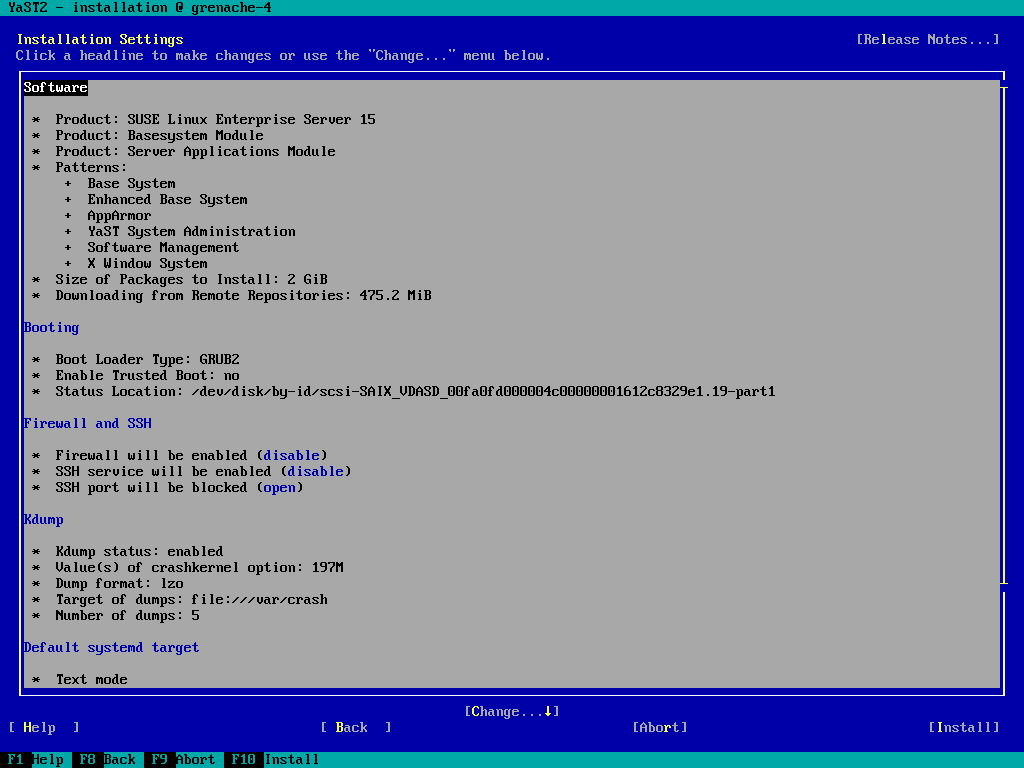 YaST2 - installation @ grenache-4
Installation Settings [Release Notes...]
Click a headline to make changes or use the "Change..." menu below.
Software
* Product: SUSE Linux Enterprise Server 15
* Product: Basesystem Module
* Product: Server Applications Module
* Patterns:
+ Base System
+ Enhanced Base System
+ AppArmor
+ YaST System Administration
+ Software Management
+ X Window System
* Size of Packages to Install: 2 GiB
* Downloading from Remote Repositories: 475.2 MiB
Booting
* Boot Loader Type: GRUB2
* Enable Trusted Boot: no
* Status Location: /dev/disk/by-id/scsi-SAIX_VDASD_00fa0fd000004c00000001612c8329e1.19-part1
Firewall and SSH
* Firewall will be enabled (disable)
* SSH service will be enabled (disable)
* SSH port will be blocked (open)
Kdump
* Kdump status: enabled
* Value(s) of crashkernel option: 197M
* Dump format: lzo
* Target of dumps: file:///var/crash
* Number of dumps: 5
Default systemd target
* Text mode
[Change...↓]
[ Help ] [ Back ] [Abort] [Install]
F1 Help F8 Back F9 Abort F10 Install